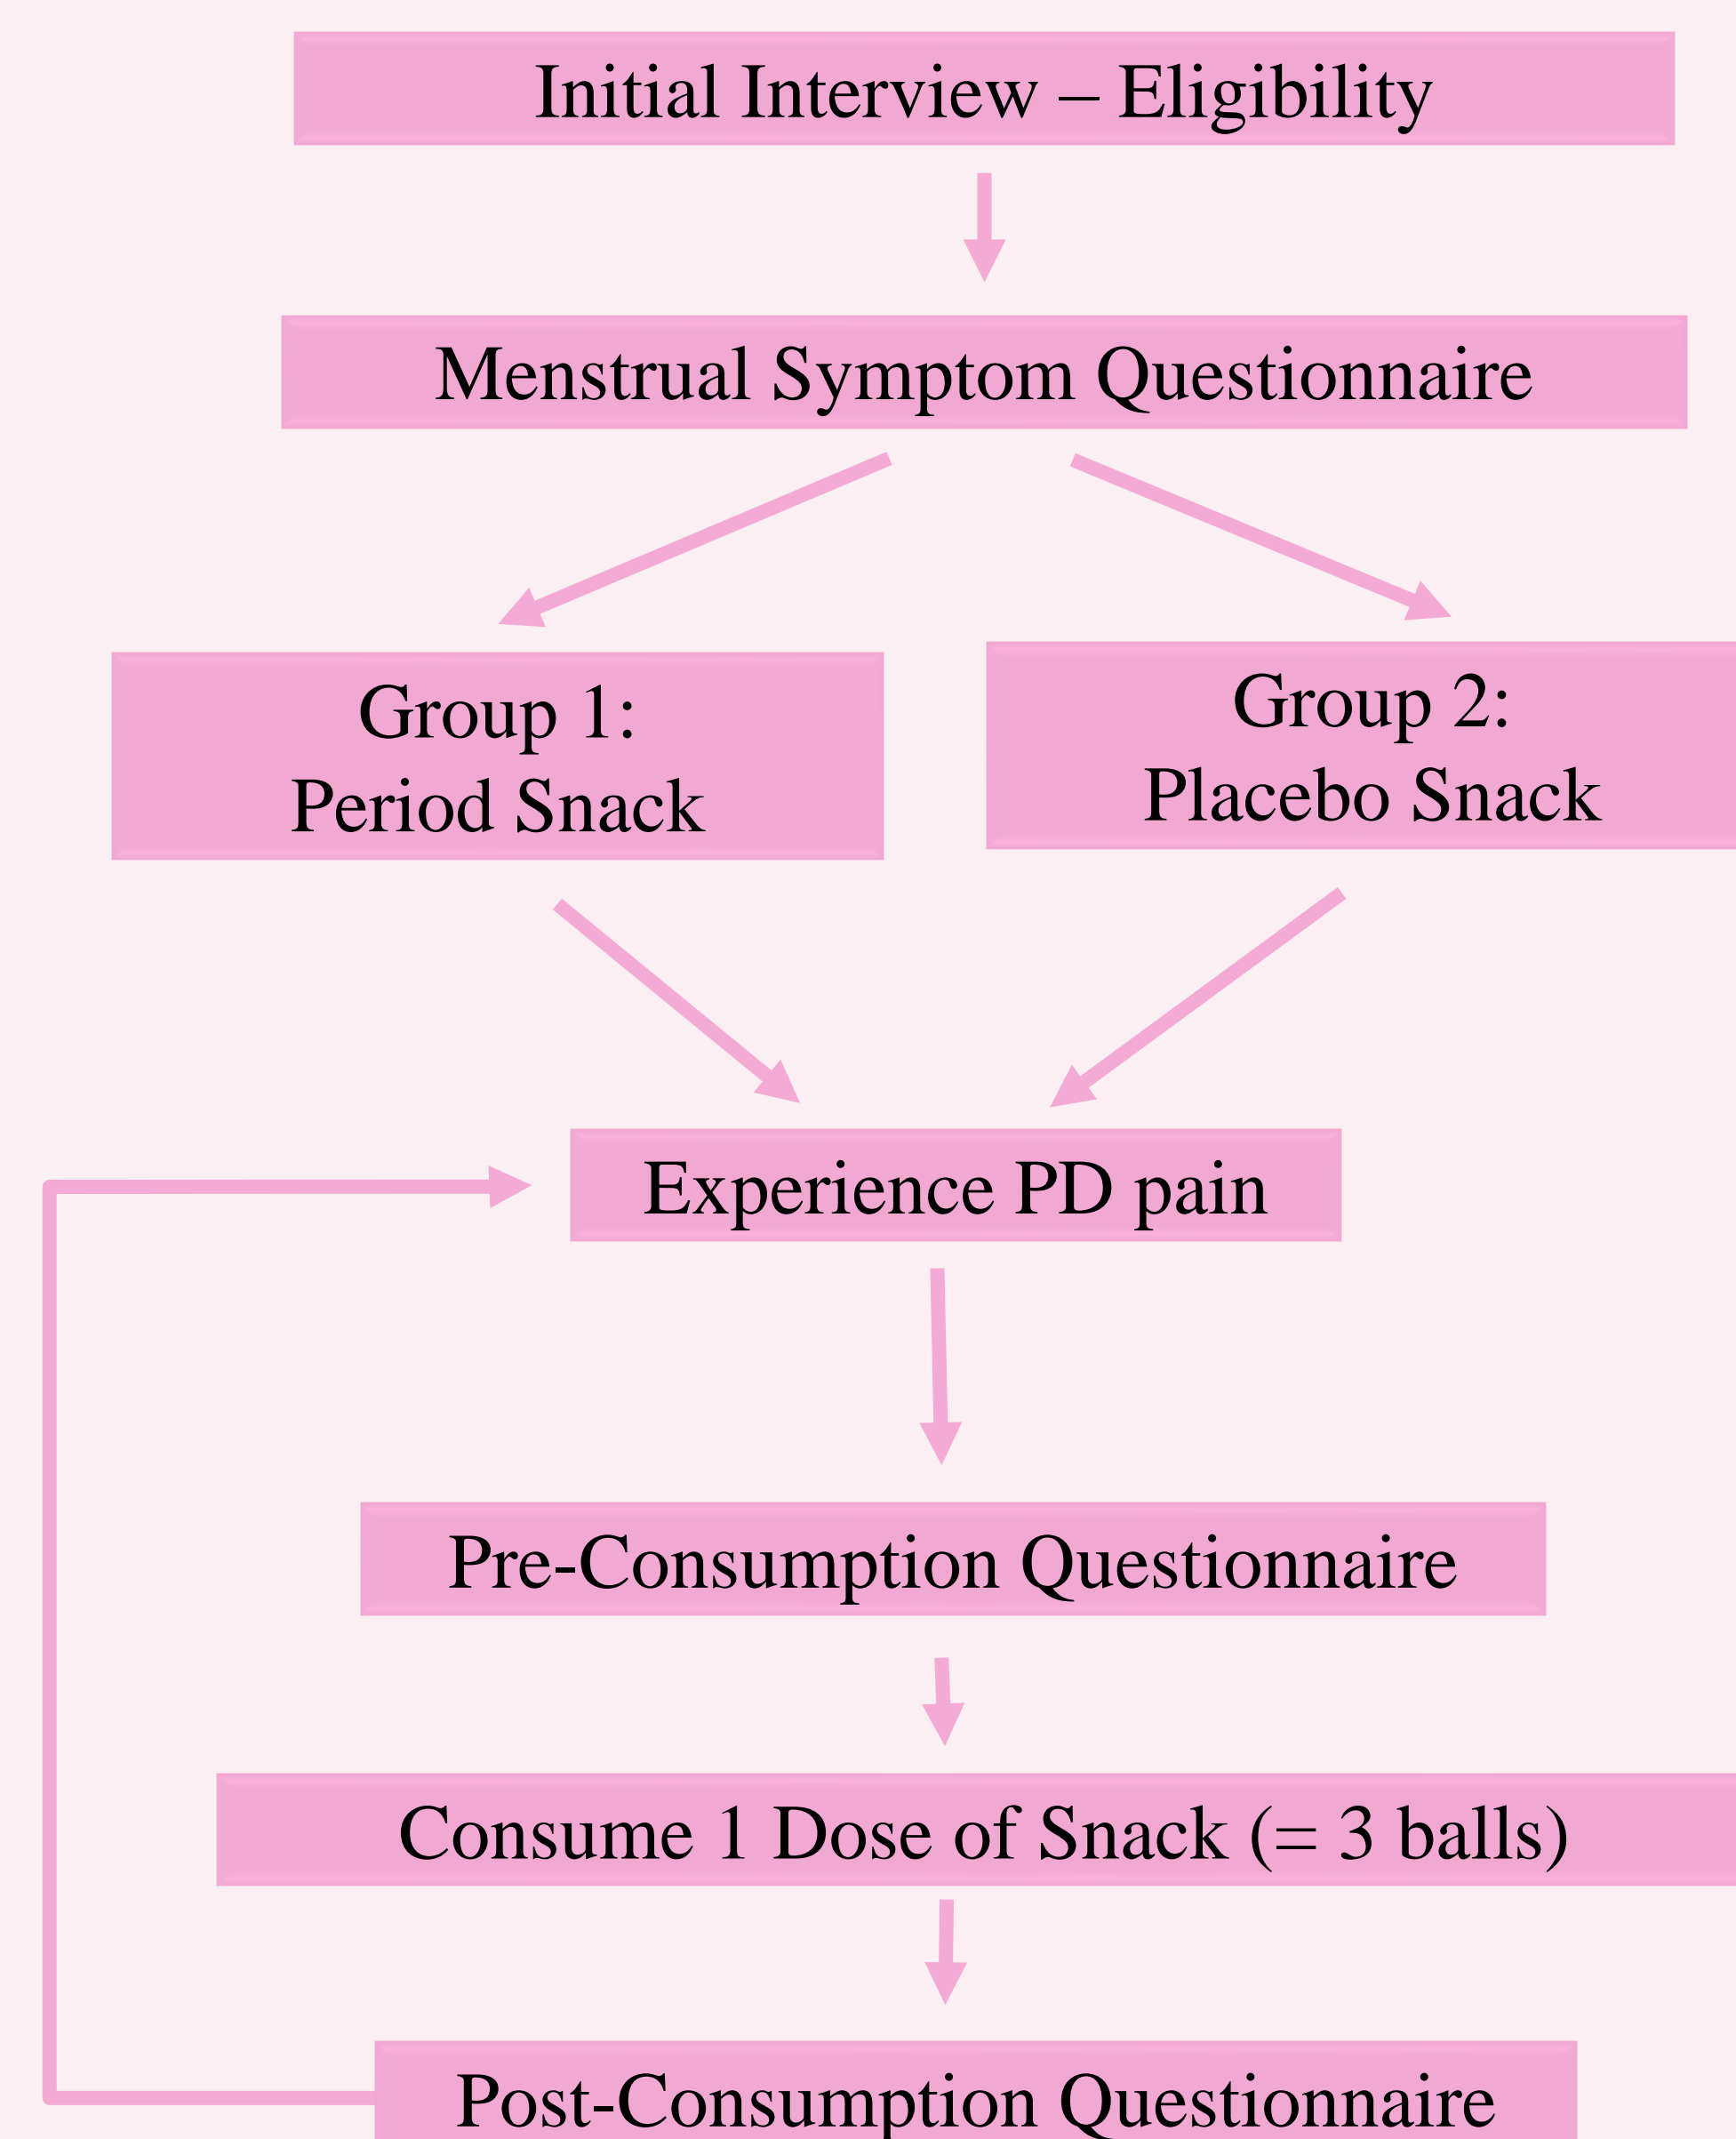 Initial Interview – Eligibility
Menstrual Symptom Questionnaire
Group 1:
Period Snack
Group 2:
Placebo Snack
Experience PD pain
Pre-Consumption Questionnaire
Consume 1 Dose of Snack (= 3 balls)
Post-Consumption Questionnaire